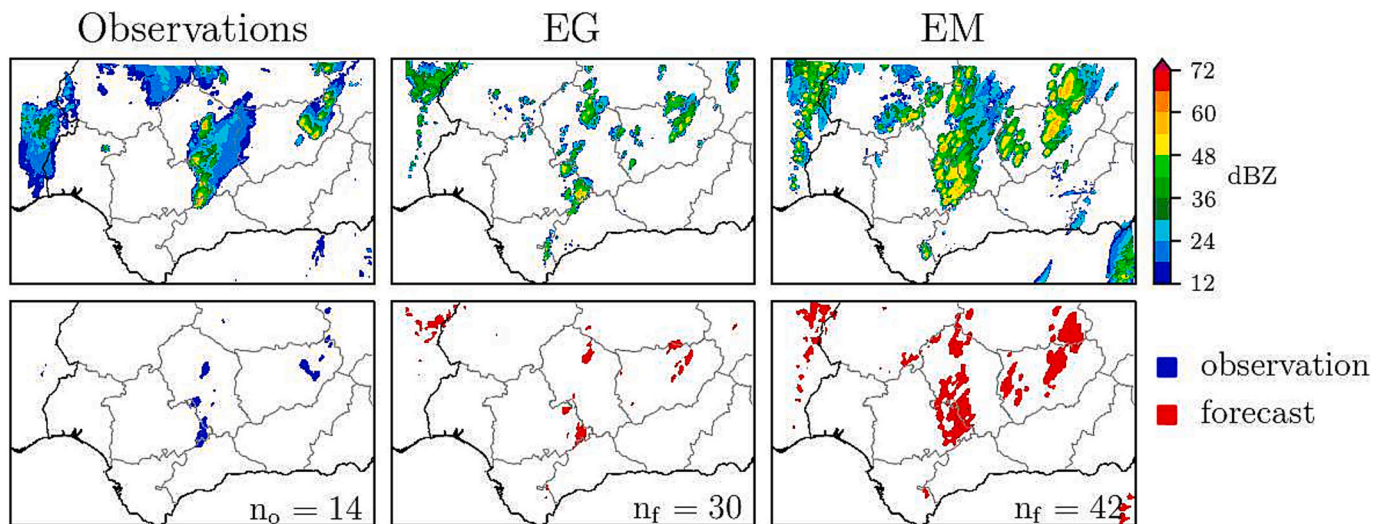 Observations
EG
EM
72
60
48
36
24
12
dBZ
observation
forecast
n_o = 14
n_f = 30
n_f = 42